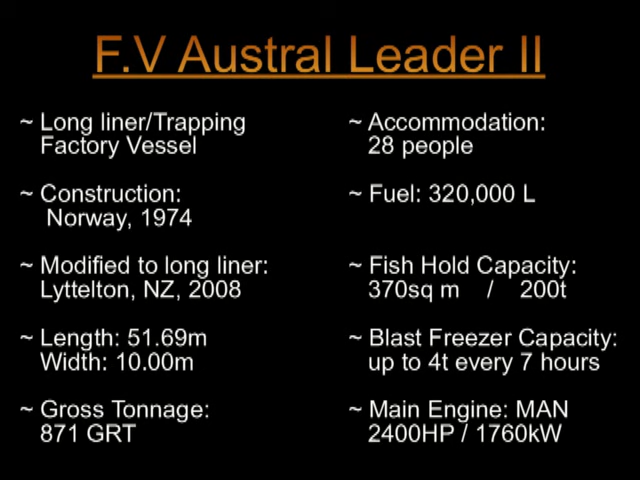 F.V Austral Leader II
~ Long liner/Trapping
Factory Vessel
~ Construction:
Norway, 1974
~ Modified to long liner:
Lyttelton, NZ, 2008
~ Length: 51.69m
Width: 10.00m
~ Gross Tonnage:
871 GRT
~ Accommodation:
28 people
~ Fuel: 320,000 L
~ Fish Hold Capacity:
370sq m / 200t
~ Blast Freezer Capacity:
up to 4t every 7 hours
~ Main Engine: MAN
2400HP / 1760kW